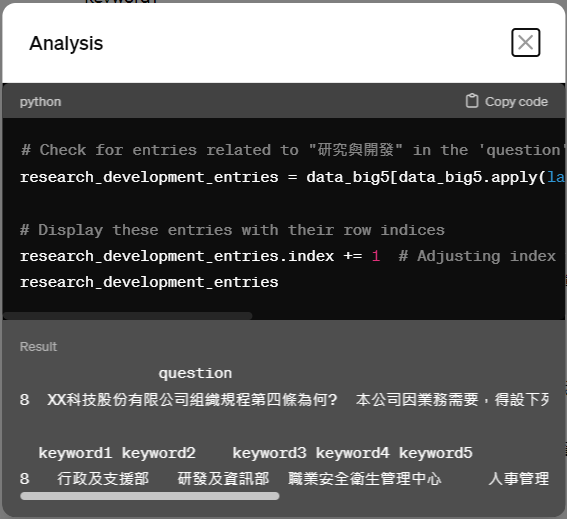 keyword1
Analysis
python
Copy code
# Check for entries related to "研究與開發" in the 'question'
research_development_entries = data_big5[data_big5.apply(la
# Display these entries with their row indices
research_development_entries.index += 1  # Adjusting index
research_development_entries
Result
question
8  XX科技股份有限公司組織規程第四條為何?  本公司因業務需要，得設下列
keyword1 keyword2    keyword3 keyword4 keyword5
8   行政及支援部   研發及資訊部  職業安全衛生管理中心     人事管理